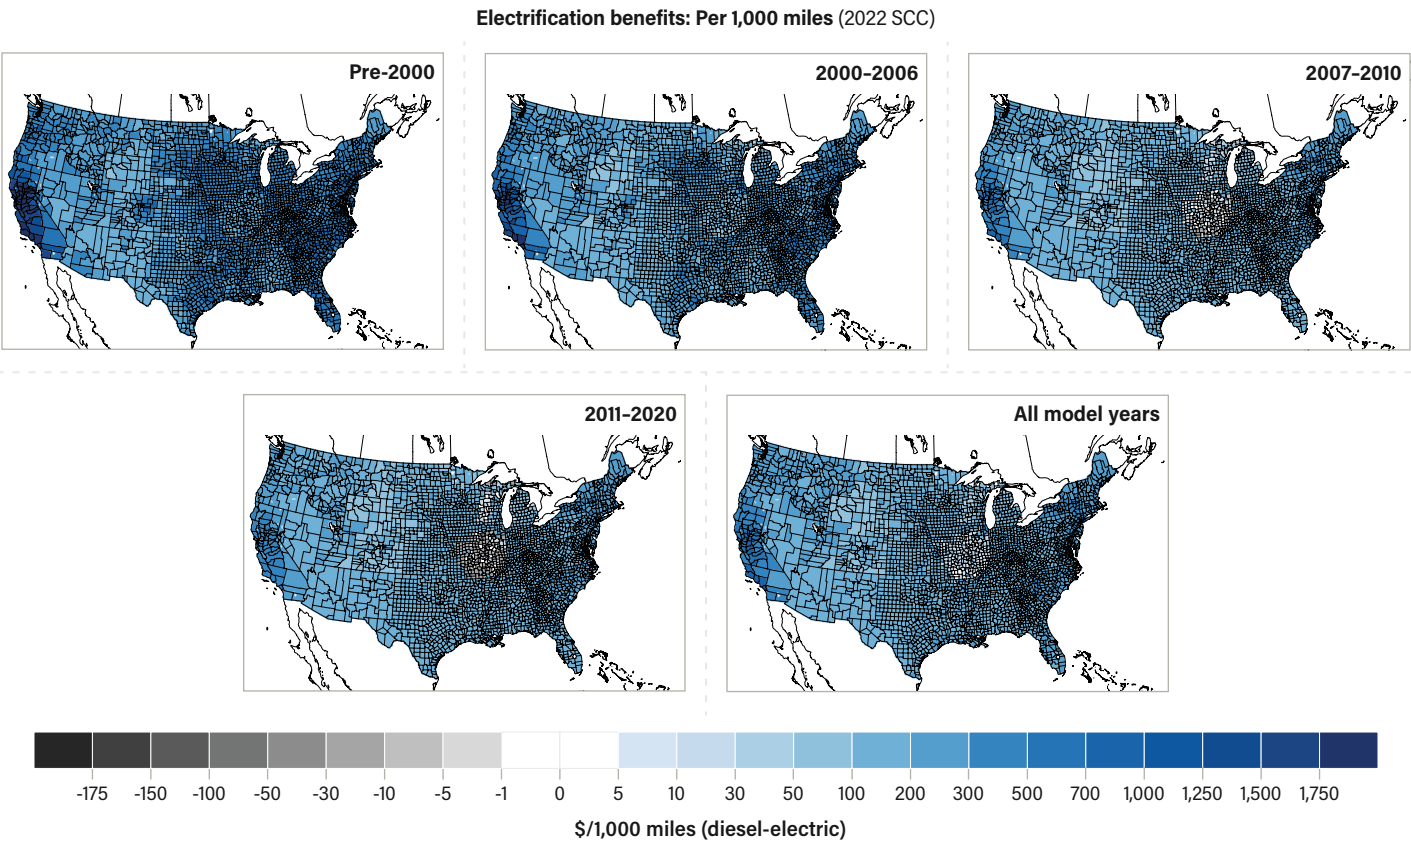 Electrification benefits: Per 1,000 miles (2022 SCC)
Pre-2000
2000–2006
2007–2010
2011–2020
All model years
-175 -150 -100 -50 -30 -10 -5 -1 0 5 10 30 50 100 200 300 500 700 1,000 1,250 1,500 1,750
$/1,000 miles (diesel-electric)